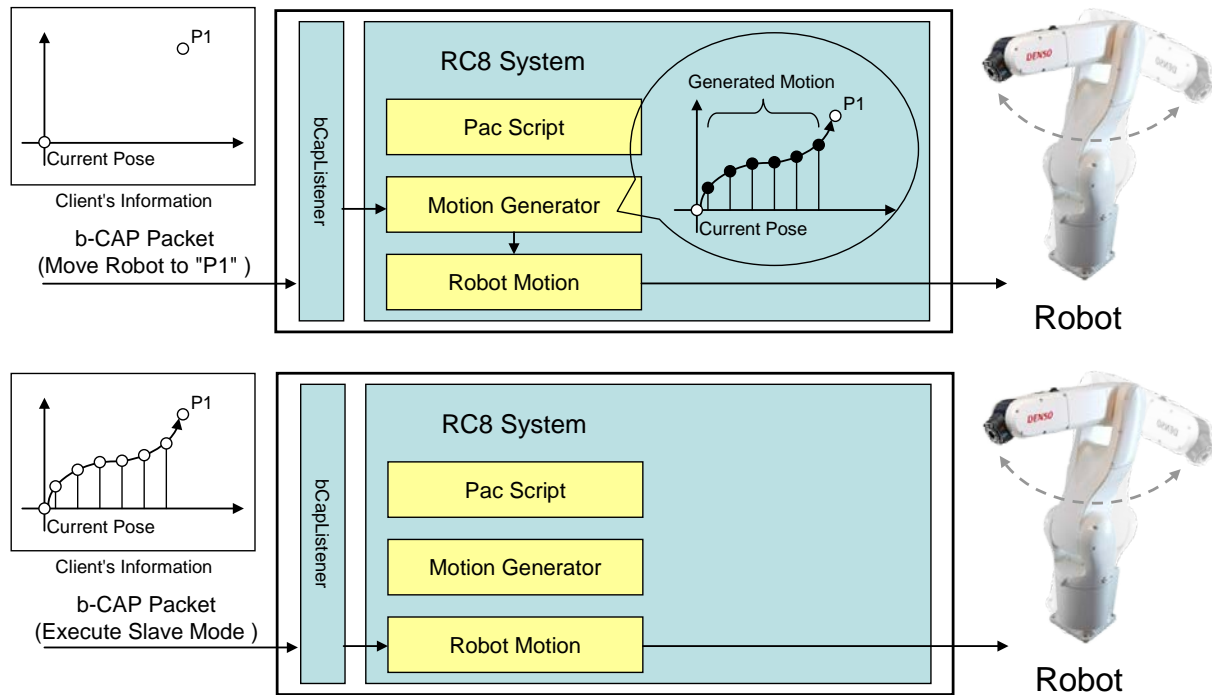 P1
Current Pose
Client's Information
b-CAP Packet
(Move Robot to "P1" )
bCapListener
RC8 System
Pac Script
Motion Generator
Robot Motion
Generated Motion
P1
Current Pose
DENSO
DENSO
Robot
P1
Current Pose
Client's Information
b-CAP Packet
(Execute Slave Mode )
bCapListener
RC8 System
Pac Script
Motion Generator
Robot Motion
DENSO
DENSO
Robot